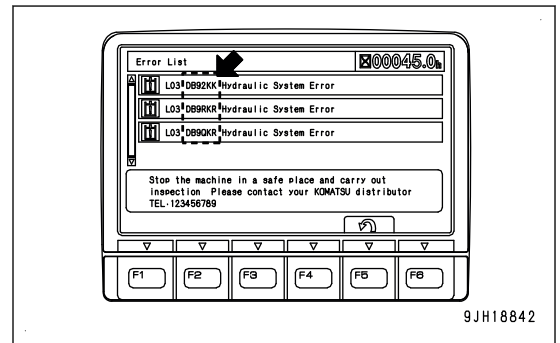 Error List 00045.0h
L03 DB92KK Hydraulic System Error
L03 DB9RKR Hydraulic System Error
L03 DB9QKR Hydraulic System Error
Stop the machine in a safe place and carry out
inspection Please contact your KOMATSU distributor
TEL·123456789
F1 F2 F3 F4 F5 F6
9JH18842